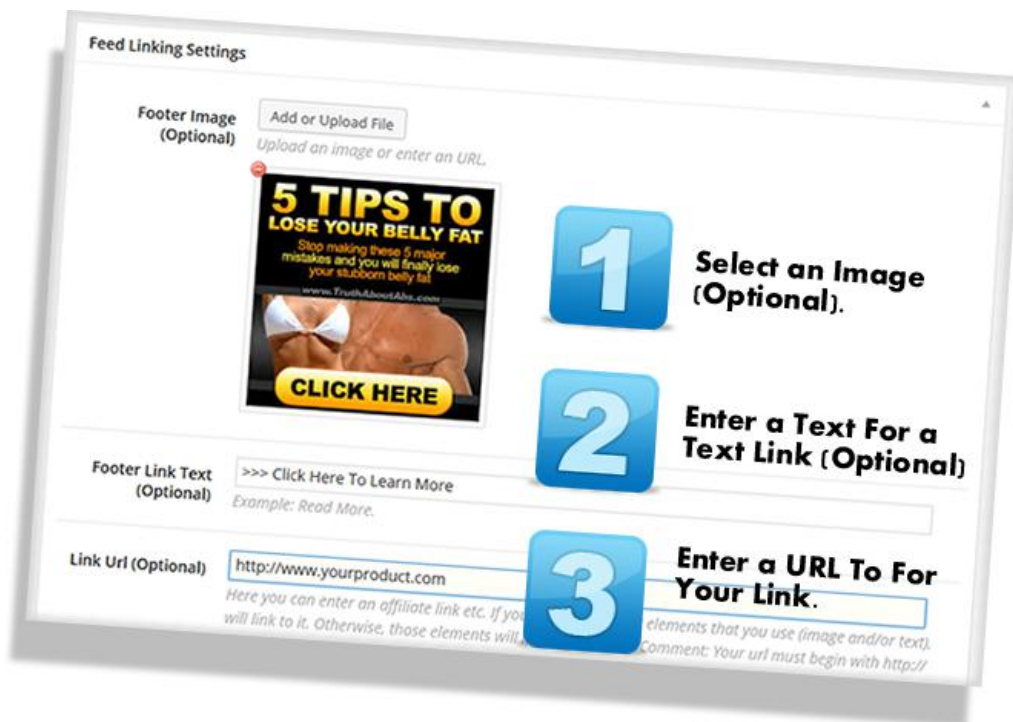 Feed Linking Settings
Footer Image
(Optional)
Add or Upload File
Upload an image or enter an URL.
5 TIPS TO
LOSE YOUR BELLY FAT
Stop making these 5 major
mistakes and you will finally lose
your stubborn belly fat
www.TruthAboutAbs.com
CLICK HERE
1
Select an Image
(Optional).
2
Enter a Text For a
Text Link (Optional)
Footer Link Text
(Optional)
>>> Click Here To Learn More
Example: Read More.
3
Enter a URL To For
Your Link.
Link Url (Optional)
http://www.yourproduct.com
Here you can enter an affiliate link etc. If you elements that you use (image and/or text).
will link to it. Otherwise, those elements will Comment: Your url must begin with http://